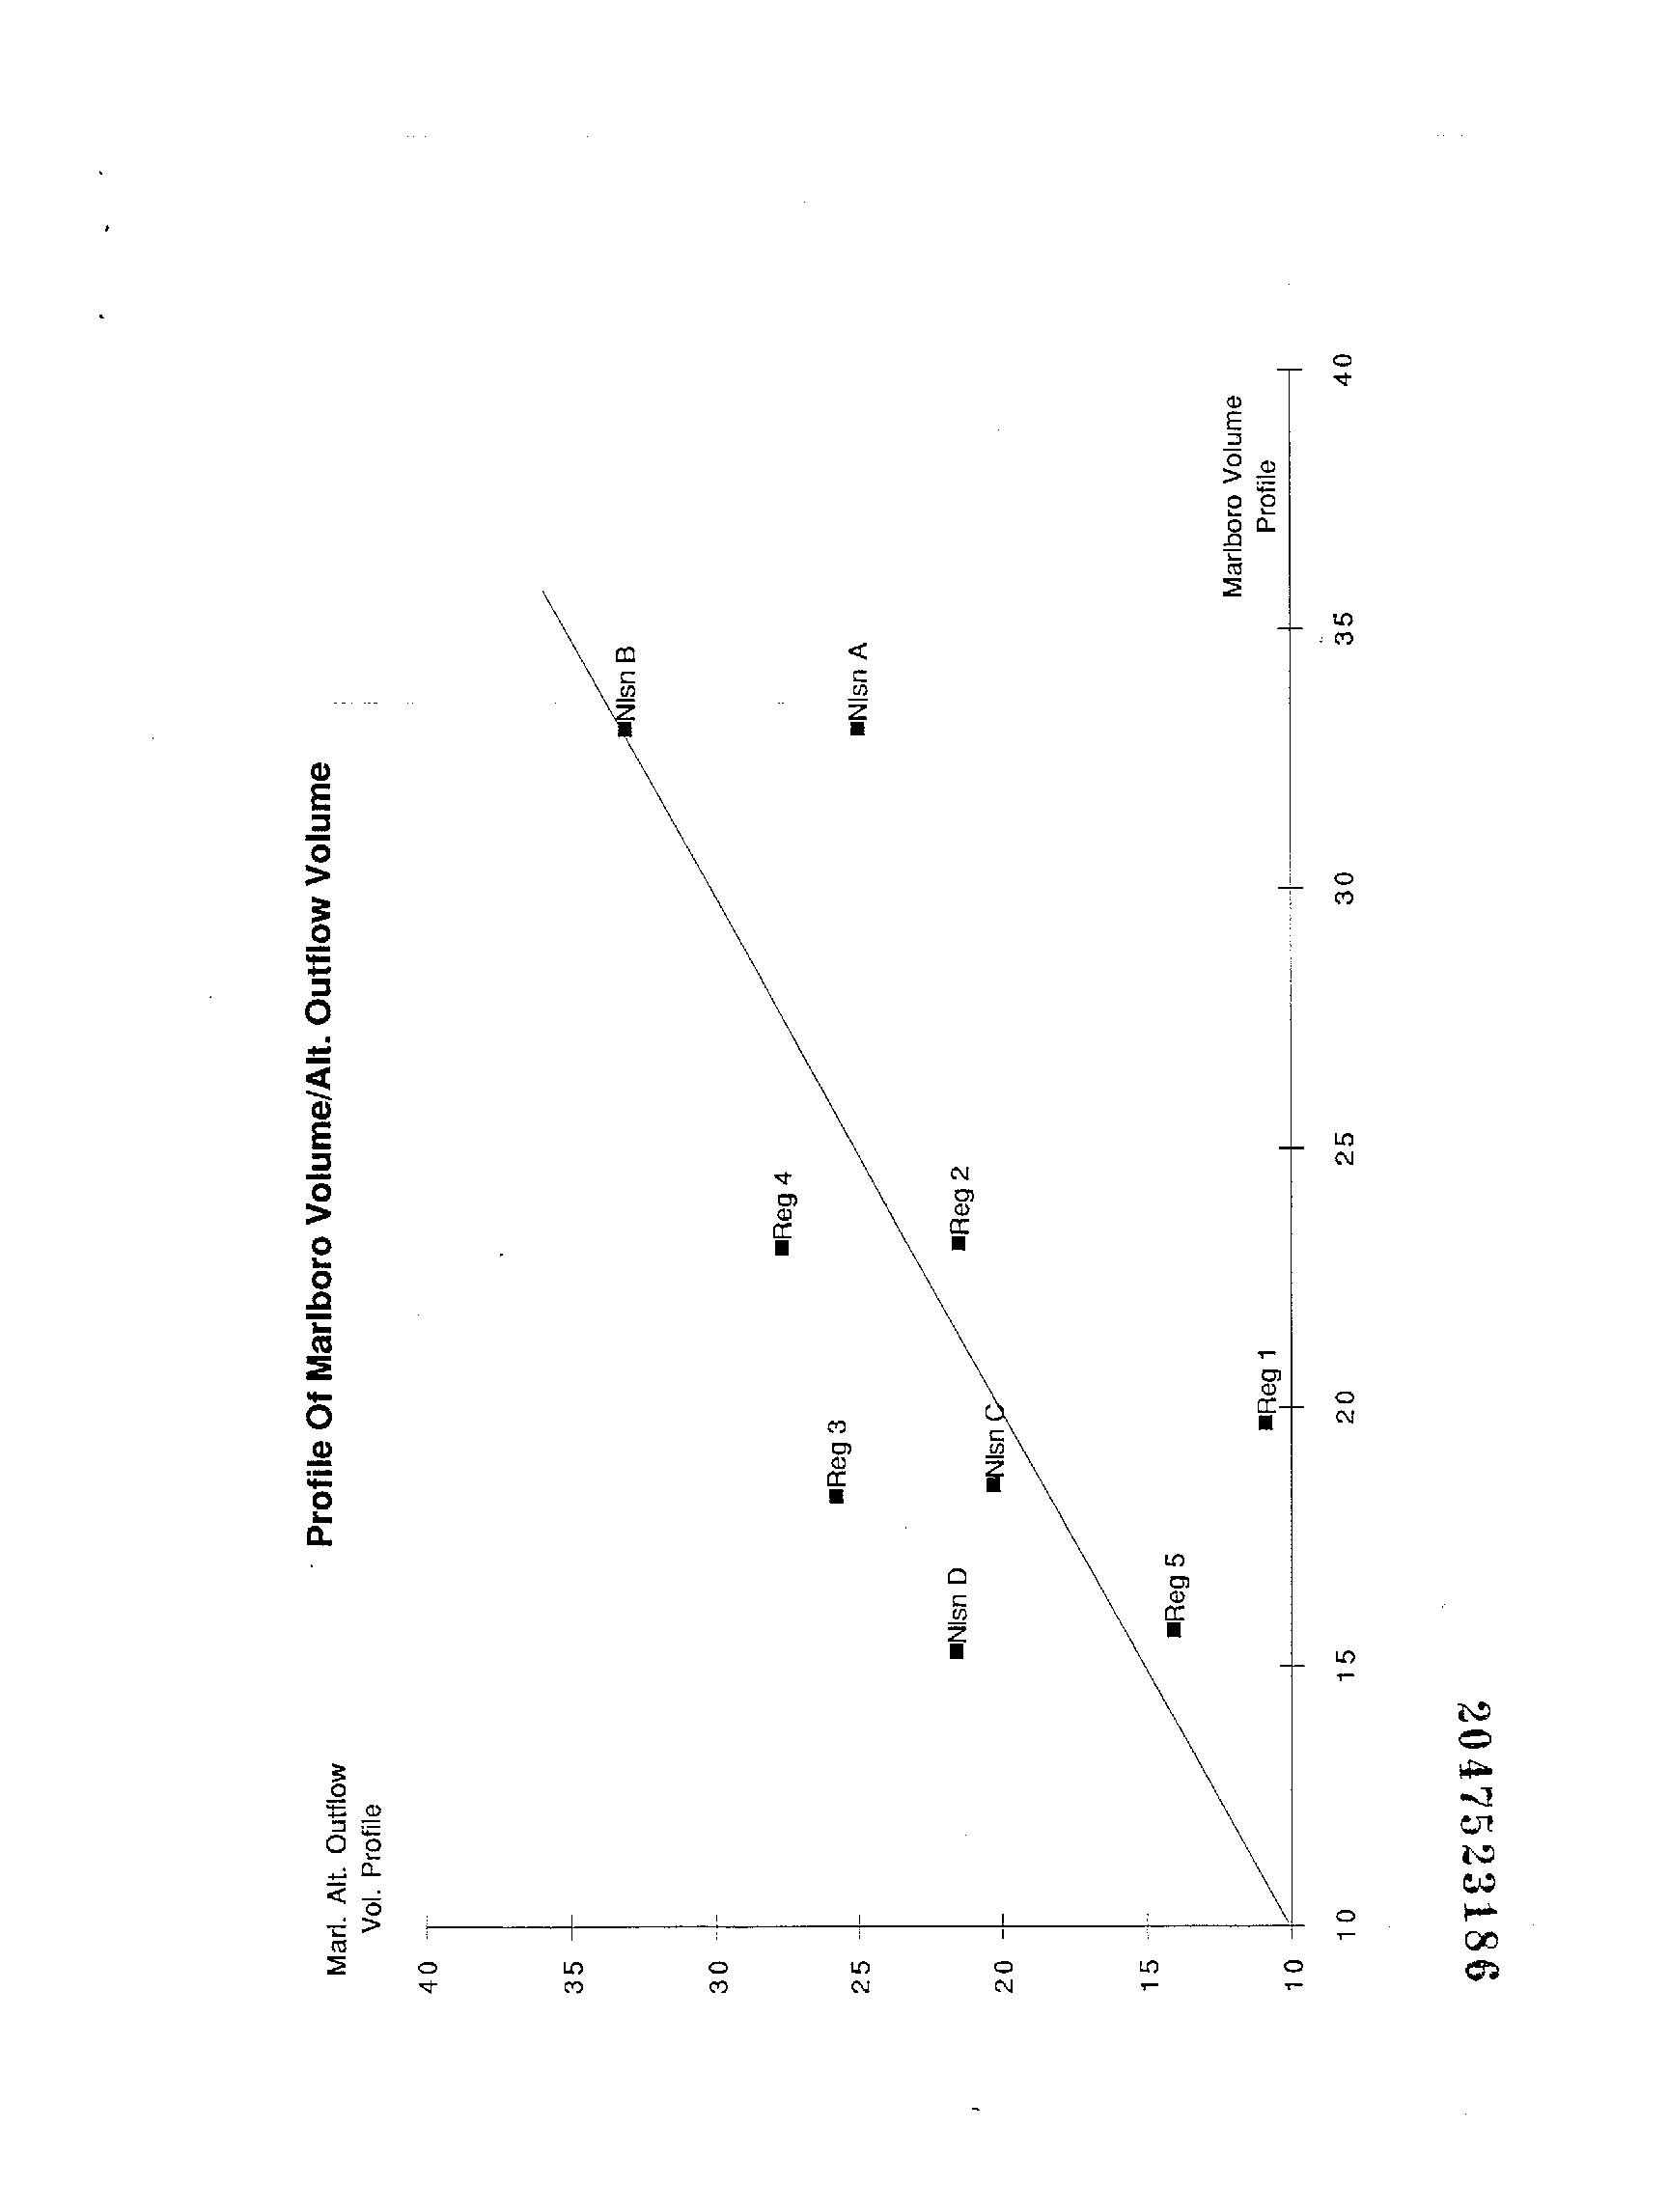 Profile Of Marlboro Volume/Alt. Outflow Volume
Marl. Alt. Outflow
Vol. Profile
40
35
30
25
20
15
10
Nlsn B
Nlsn A
Reg 4
Reg 2
Reg 3
Nlsn C
Nlsn D
Reg 5
Reg 1
Marlboro Volume
Profile
10
15
20
25
30
35
40
2047523186